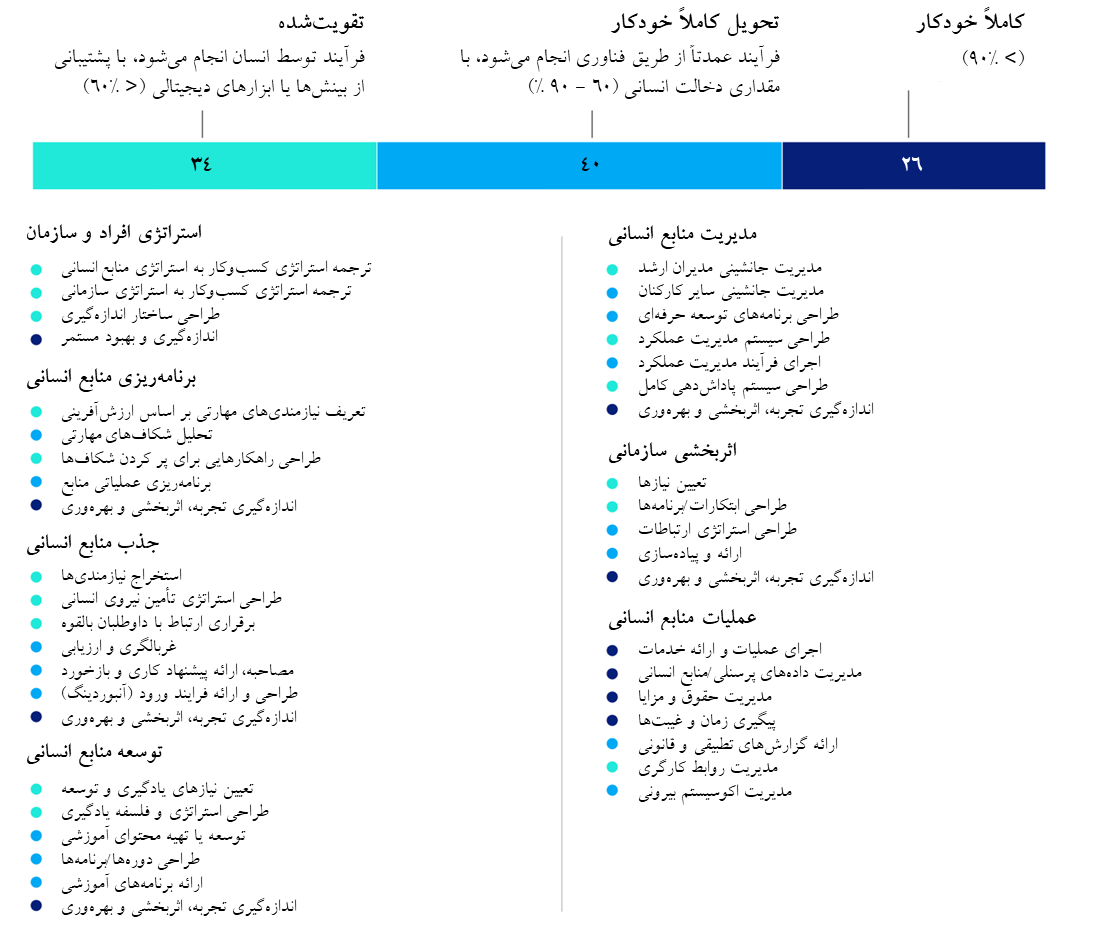 کاملاً خودکار
(> ٪۹۰)
تحویل کاملاً خودکار
فرآیند عمدتاً از طریق فناوری انجام می‌شود، با
مقداری دخالت انسانی (۶۰ – ۹۰ ٪)
تقویت‌شده
فرآیند توسط انسان انجام می‌شود، با پشتیبانی
از بینش‌ها یا ابزارهای دیجیتالی (< ٪۶۰)
۲۶
۴۰
۳۴
مدیریت منابع انسانی
مدیریت جانشینی مدیران ارشد
مدیریت جانشینی سایر کارکنان
طراحی برنامه‌های توسعه حرفه‌ای
طراحی سیستم مدیریت عملکرد
اجرای فرآیند مدیریت عملکرد
طراحی سیستم پاداش‌دهی کامل
اندازه‌گیری تجربه، اثربخشی و بهره‌وری
اثربخشی سازمانی
تعیین نیازها
طراحی ابتکارات/برنامه‌ها
طراحی استراتژی ارتباطات
ارائه و پیاده‌سازی
اندازه‌گیری تجربه، اثربخشی و بهره‌وری
عملیات منابع انسانی
اجرای عملیات و ارائه خدمات
مدیریت داده‌های پرسنلی/منابع انسانی
مدیریت حقوق و مزایا
پیگیری زمان و غیبت‌ها
ارائه گزارش‌های تطبیقی و قانونی
مدیریت روابط کارگری
مدیریت اکوسیستم بیرونی
استراتژی افراد و سازمان
ترجمه استراتژی کسب‌وکار به استراتژی منابع انسانی
ترجمه استراتژی کسب‌وکار به استراتژی سازمانی
طراحی ساختار اندازه‌گیری
اندازه‌گیری و بهبود مستمر
برنامه‌ریزی منابع انسانی
تعریف نیازمندی‌های مهارتی بر اساس ارزش‌آفرینی
تحلیل شکاف‌های مهارتی
طراحی راهکارهایی برای پر کردن شکاف‌ها
برنامه‌ریزی عملیاتی منابع
اندازه‌گیری تجربه، اثربخشی و بهره‌وری
جذب منابع انسانی
استخراج نیازمندی‌ها
طراحی استراتژی تأمین نیروی انسانی
برقراری ارتباط با داوطلبان بالقوه
غربالگری و ارزیابی
مصاحبه، ارائه پیشنهاد کاری و بازخورد
طراحی و ارائه فرایند ورود (آنبوردینگ)
اندازه‌گیری تجربه، اثربخشی و بهره‌وری
توسعه منابع انسانی
تعیین نیازهای یادگیری و توسعه
طراحی استراتژی و فلسفه یادگیری
توسعه یا تهیه محتوای آموزشی
طراحی دوره‌ها/برنامه‌ها
ارائه برنامه‌های آموزشی
اندازه‌گیری تجربه، اثربخشی و بهره‌وری